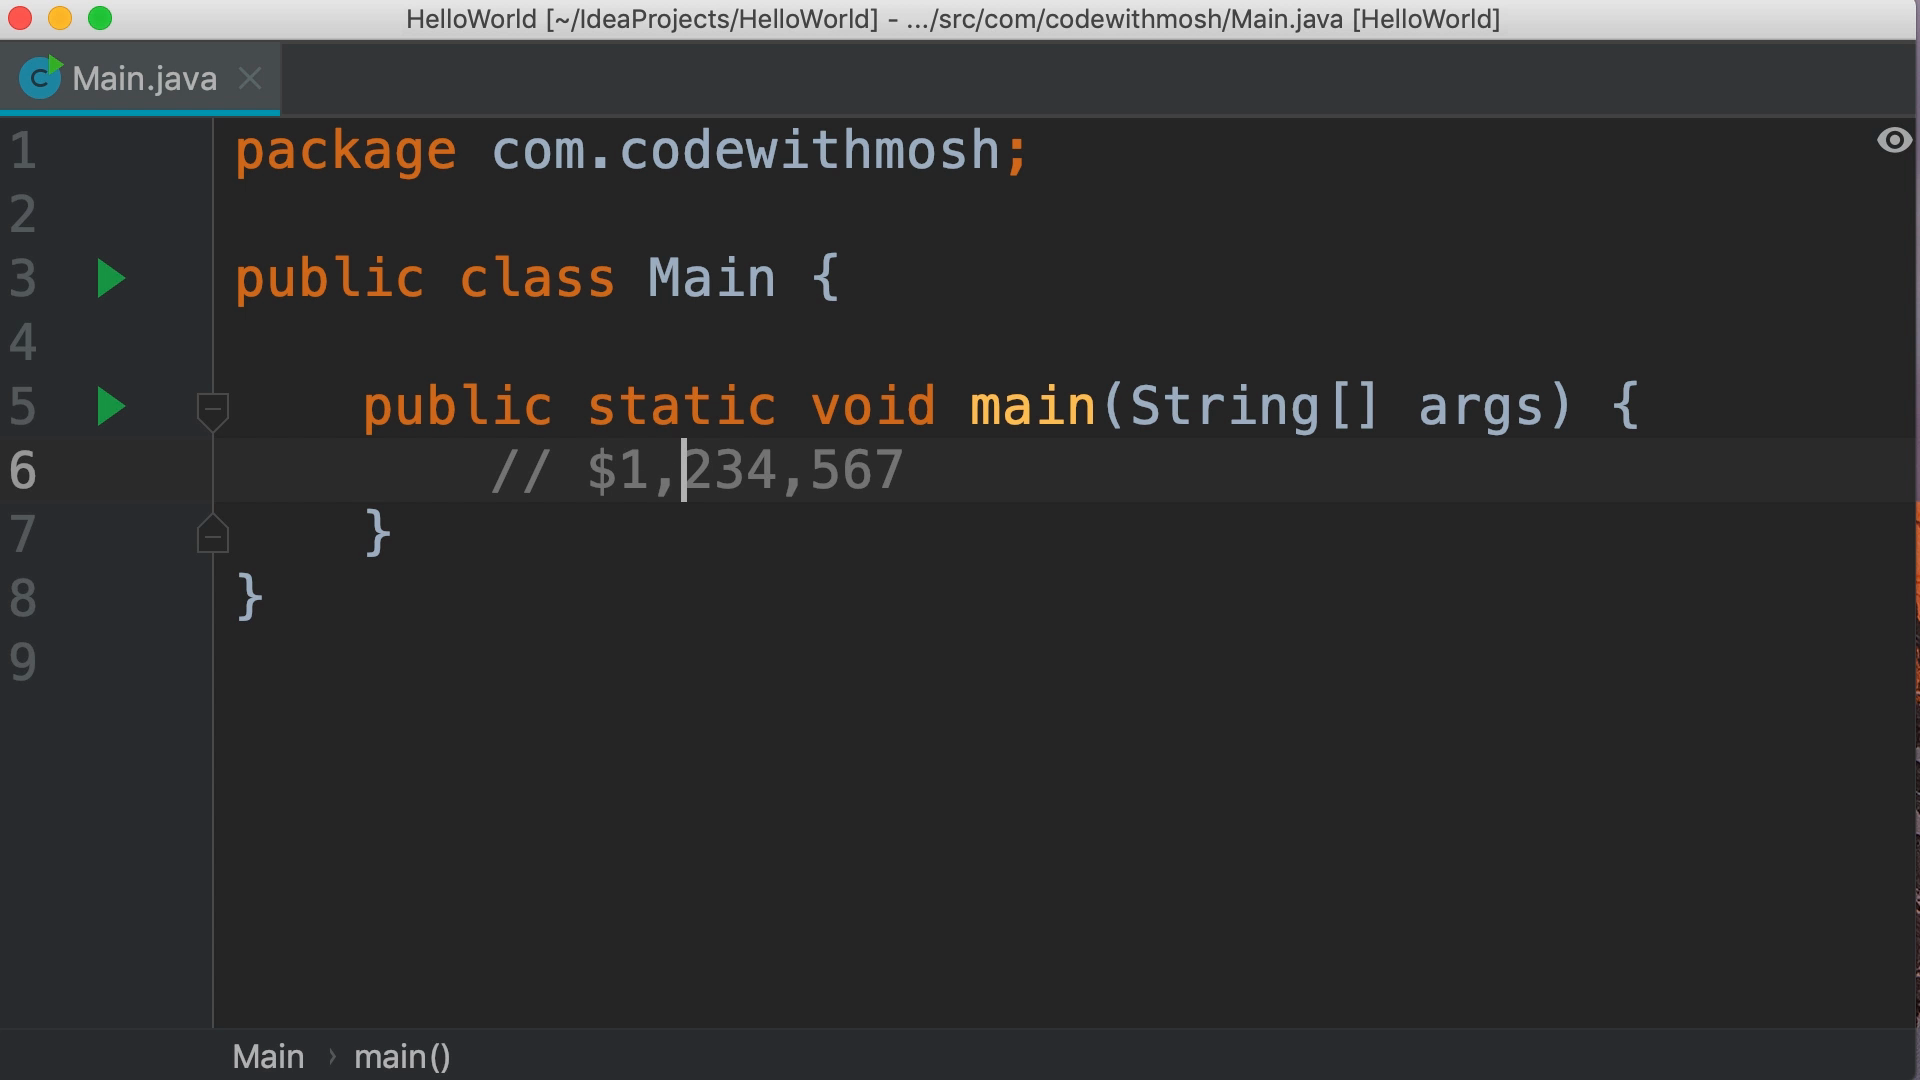 HelloWorld [~/IdeaProjects/HelloWorld] - .../src/com/codewithmosh/Main.java [HelloWorld]
C Main.java
1 package com.codewithmosh;
2
3 public class Main {
4
5 public static void main(String[] args) {
6 // $1,234,567
7 }
8 }
9
Main › main()